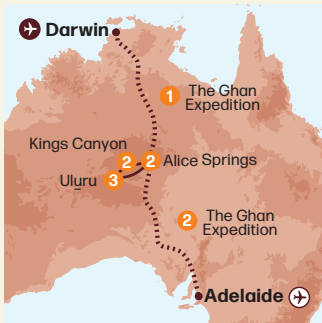 Darwin
1
The Ghan
Expedition
Kings Canyon
2
2
Alice Springs
Uluru
3
2
The Ghan
Expedition
Adelaide